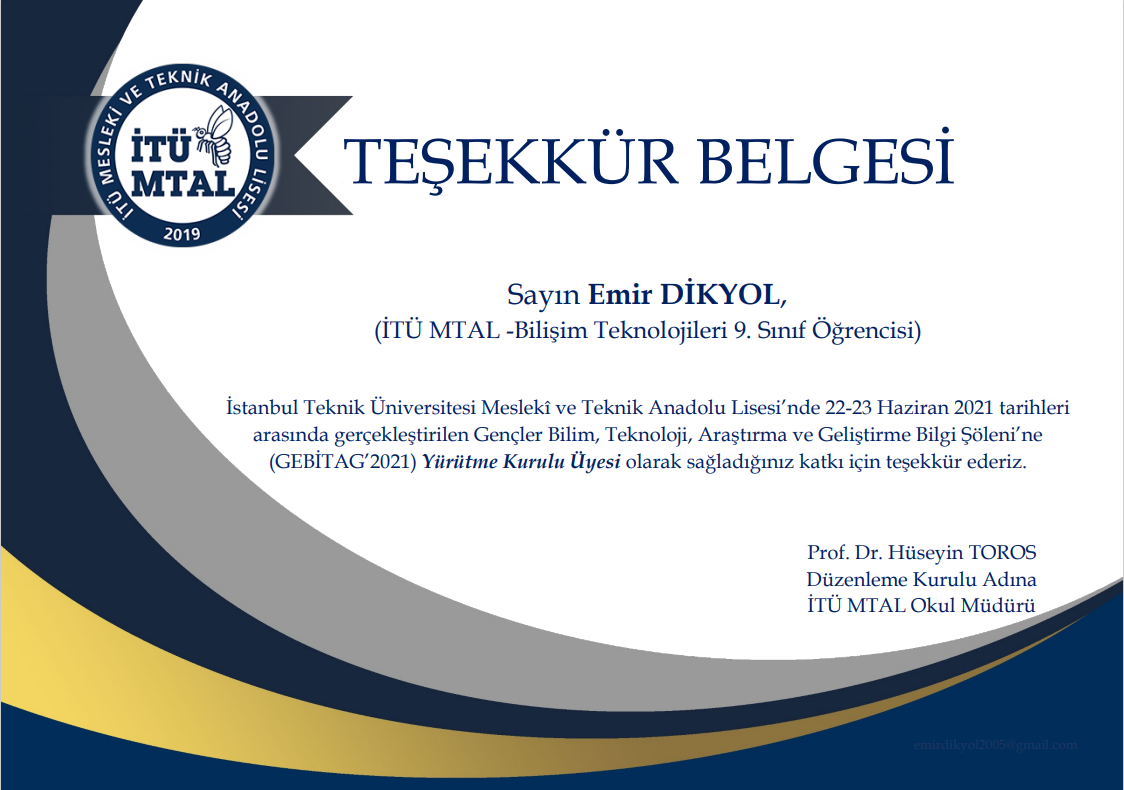 İTÜ MESLEKİ VE TEKNİK ANADOLU LİSESİ
İTÜ
MTAL
2019
TEŞEKKÜR BELGESİ
Sayın Emir DİKYOL,
(İTÜ MTAL -Bilişim Teknolojileri 9. Sınıf Öğrencisi)
İstanbul Teknik Üniversitesi Meslekî ve Teknik Anadolu Lisesi’nde 22-23 Haziran 2021 tarihleri
arasında gerçekleştirilen Gençler Bilim, Teknoloji, Araştırma ve Geliştirme Bilgi Şöleni’ne
(GEBİTAG’2021) Yürütme Kurulu Üyesi olarak sağladığınız katkı için teşekkür ederiz.
Prof. Dr. Hüseyin TOROS
Düzenleme Kurulu Adına
İTÜ MTAL Okul Müdürü
emirdikyol2005@gmail.com